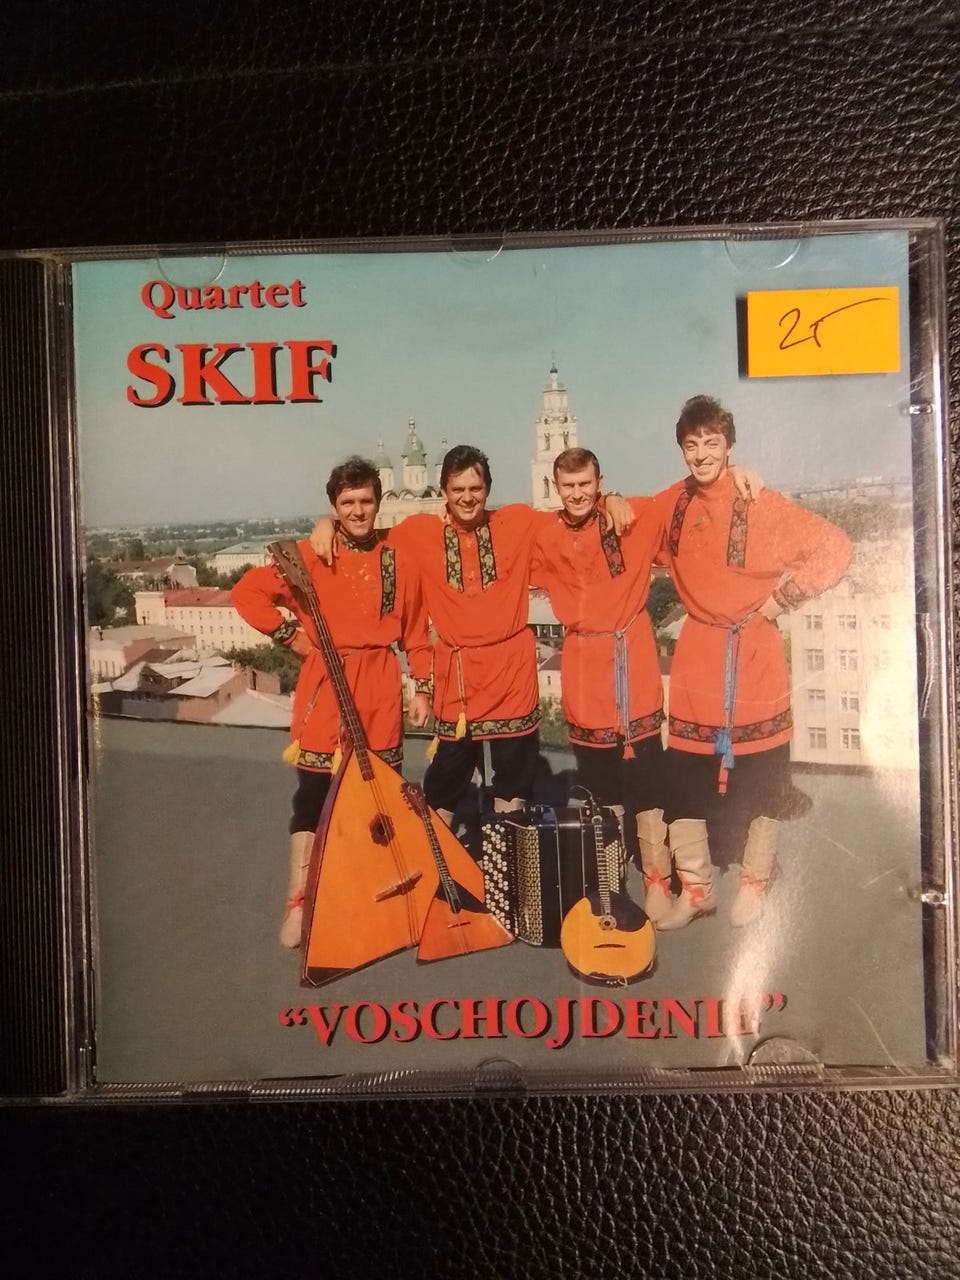 Quartet
SKIF
25
“VOSCHOJDENIE”